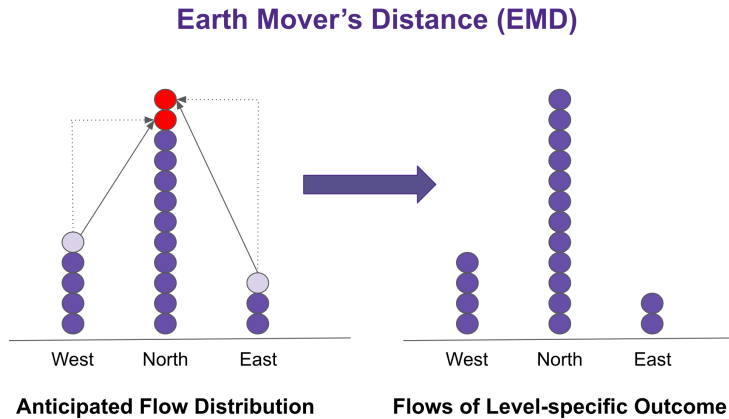 Earth Mover's Distance (EMD)
West North East
West North East
Anticipated Flow Distribution
Flows of Level-specific Outcome